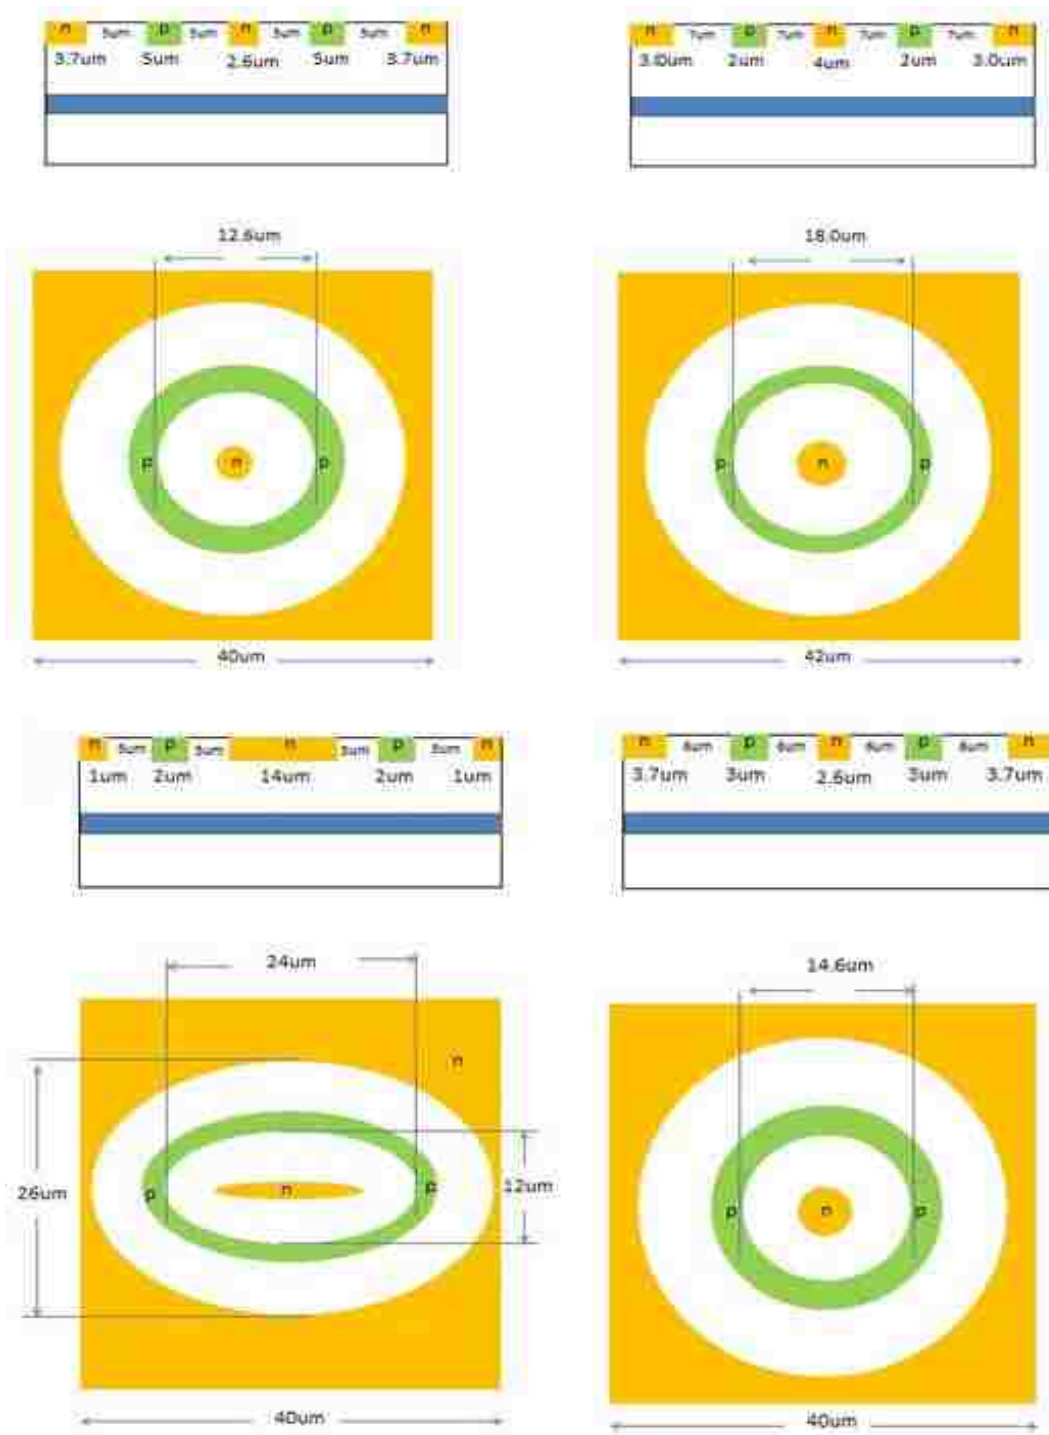 n 5um p 5um n 5um p 5um n
3.7um 5um 2.6um 5um 3.7um
n 7um p 7um n 7um p 7um n
3.0um 2um 4um 2um 3.0um
12.6um
18.0um
p n p
p n p
40um
42um
n 5um p 5um n 5um p 5um n
1um 2um 14um 2um 1um
n 6um p 6um n 6um p 6um n
3.7um 3um 2.6um 3um 3.7um
24um
14.6um
n
26um
p n p
12um
p n p
40um
40um